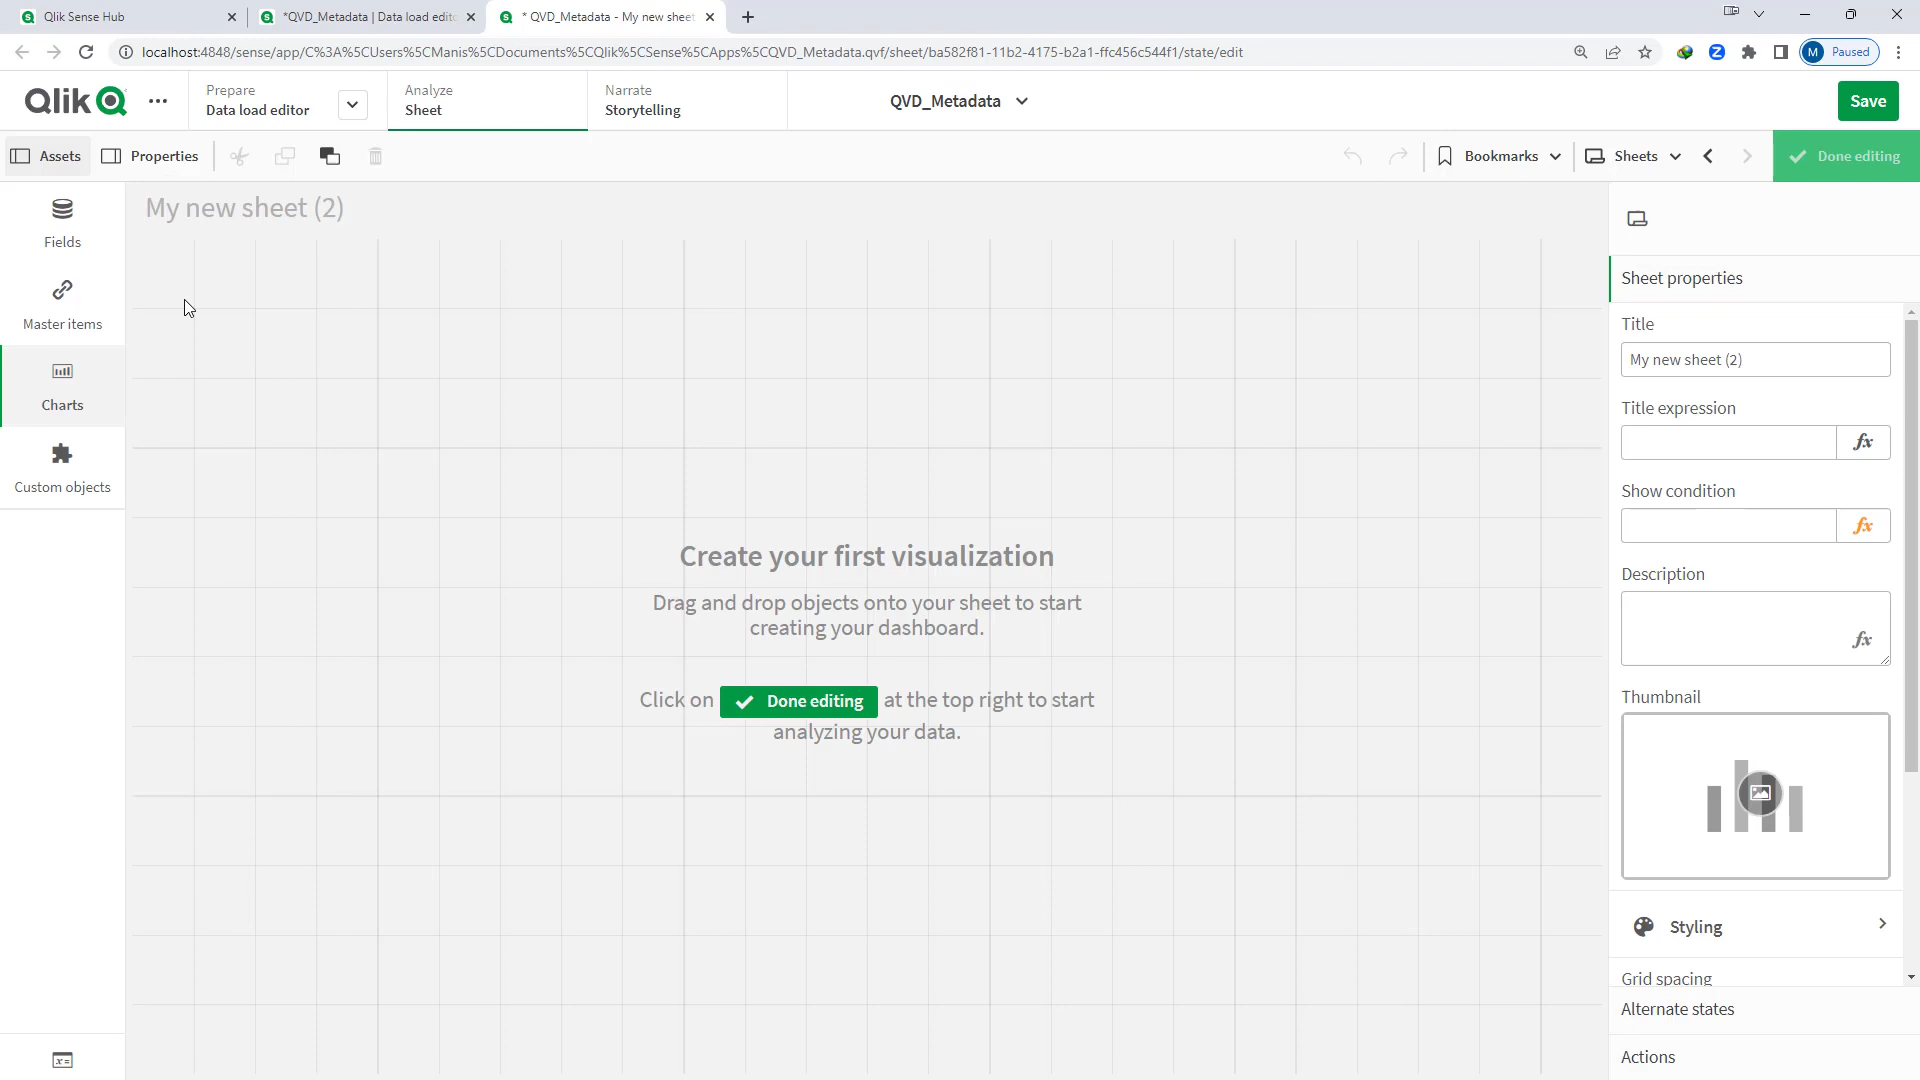 Qlik Sense Hub
*QVD_Metadata | Data load edito
* QVD_Metadata - My new sheet
localhost:4848/sense/app/C%3A%5CUsers%5CManis%5CDocuments%5CQlik%5CSense%5CApps%5CQVD_Metadata.qvf/sheet/ba582f81-11b2-4175-b2a1-ffc456c544f1/state/edit
Z
M Paused
Qlik
Prepare
Data load editor
Analyze
Sheet
Narrate
Storytelling
QVD_Metadata
Save
Assets
Properties
Bookmarks
Sheets
Done editing
Fields
Master items
Charts
Custom objects
My new sheet (2)
Create your first visualization
Drag and drop objects onto your sheet to start
creating your dashboard.
Click on Done editing at the top right to start
analyzing your data.
Sheet properties
Title
My new sheet (2)
Title expression
fx
Show condition
fx
Description
fx
Thumbnail
Styling
Grid spacing
Alternate states
Actions
x=